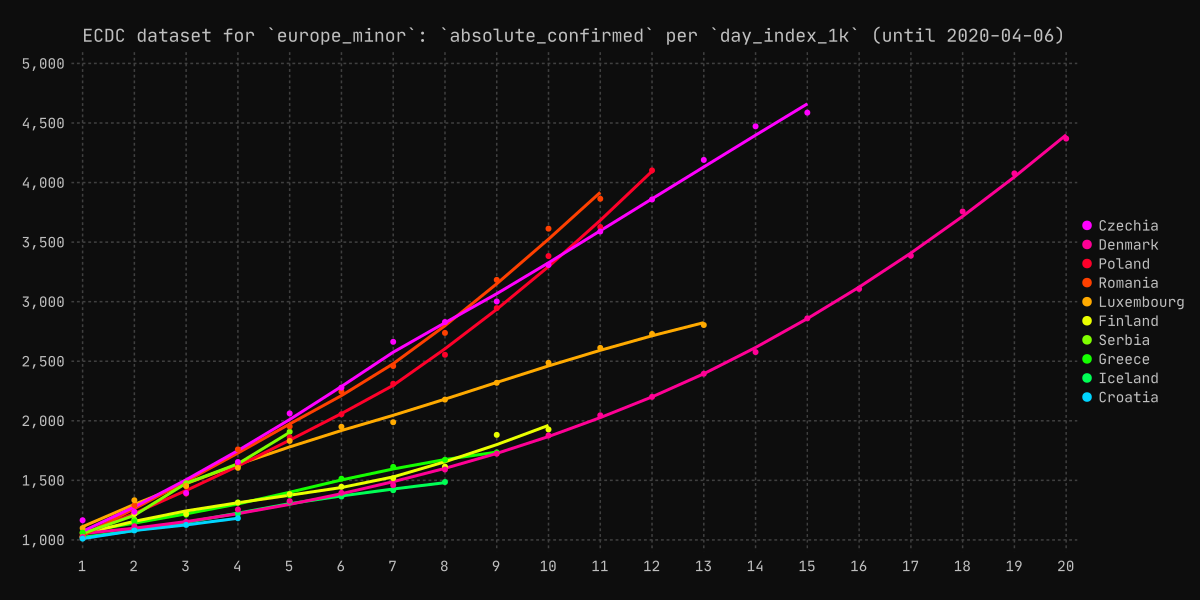 ECDC dataset for `europe_minor`: `absolute_confirmed` per `day_index_1k` (until 2020-04-06)
5,000
4,500
4,000
3,500
3,000
2,500
2,000
1,500
1,000
1 2 3 4 5 6 7 8 9 10 11 12 13 14 15 16 17 18 19 20
Czechia
Denmark
Poland
Romania
Luxembourg
Finland
Serbia
Greece
Iceland
Croatia